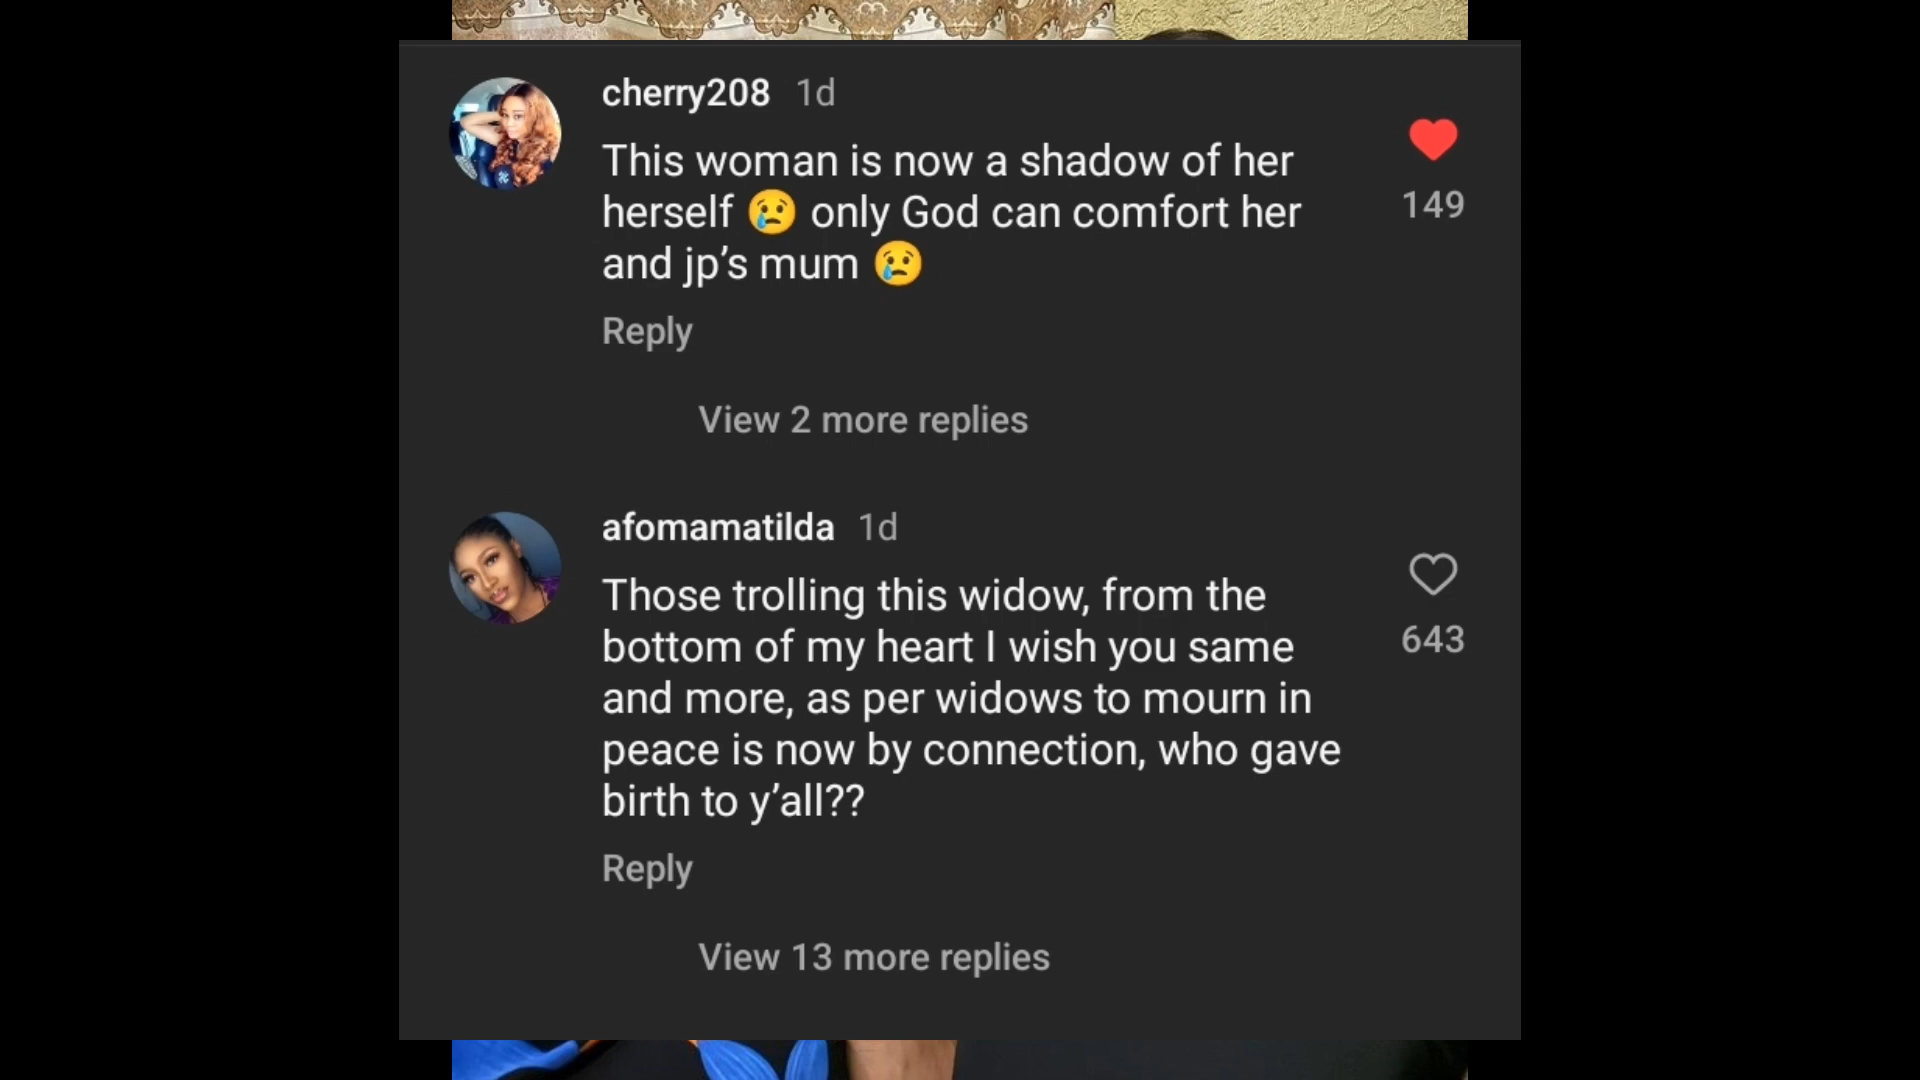 cherry208 1d
This woman is now a shadow of her
herself 😢 only God can comfort her
and jp’s mum 😢
149
Reply
View 2 more replies
afomamatilda 1d
Those trolling this widow, from the
bottom of my heart I wish you same
and more, as per widows to mourn in
peace is now by connection, who gave
birth to y’all??
643
Reply
View 13 more replies